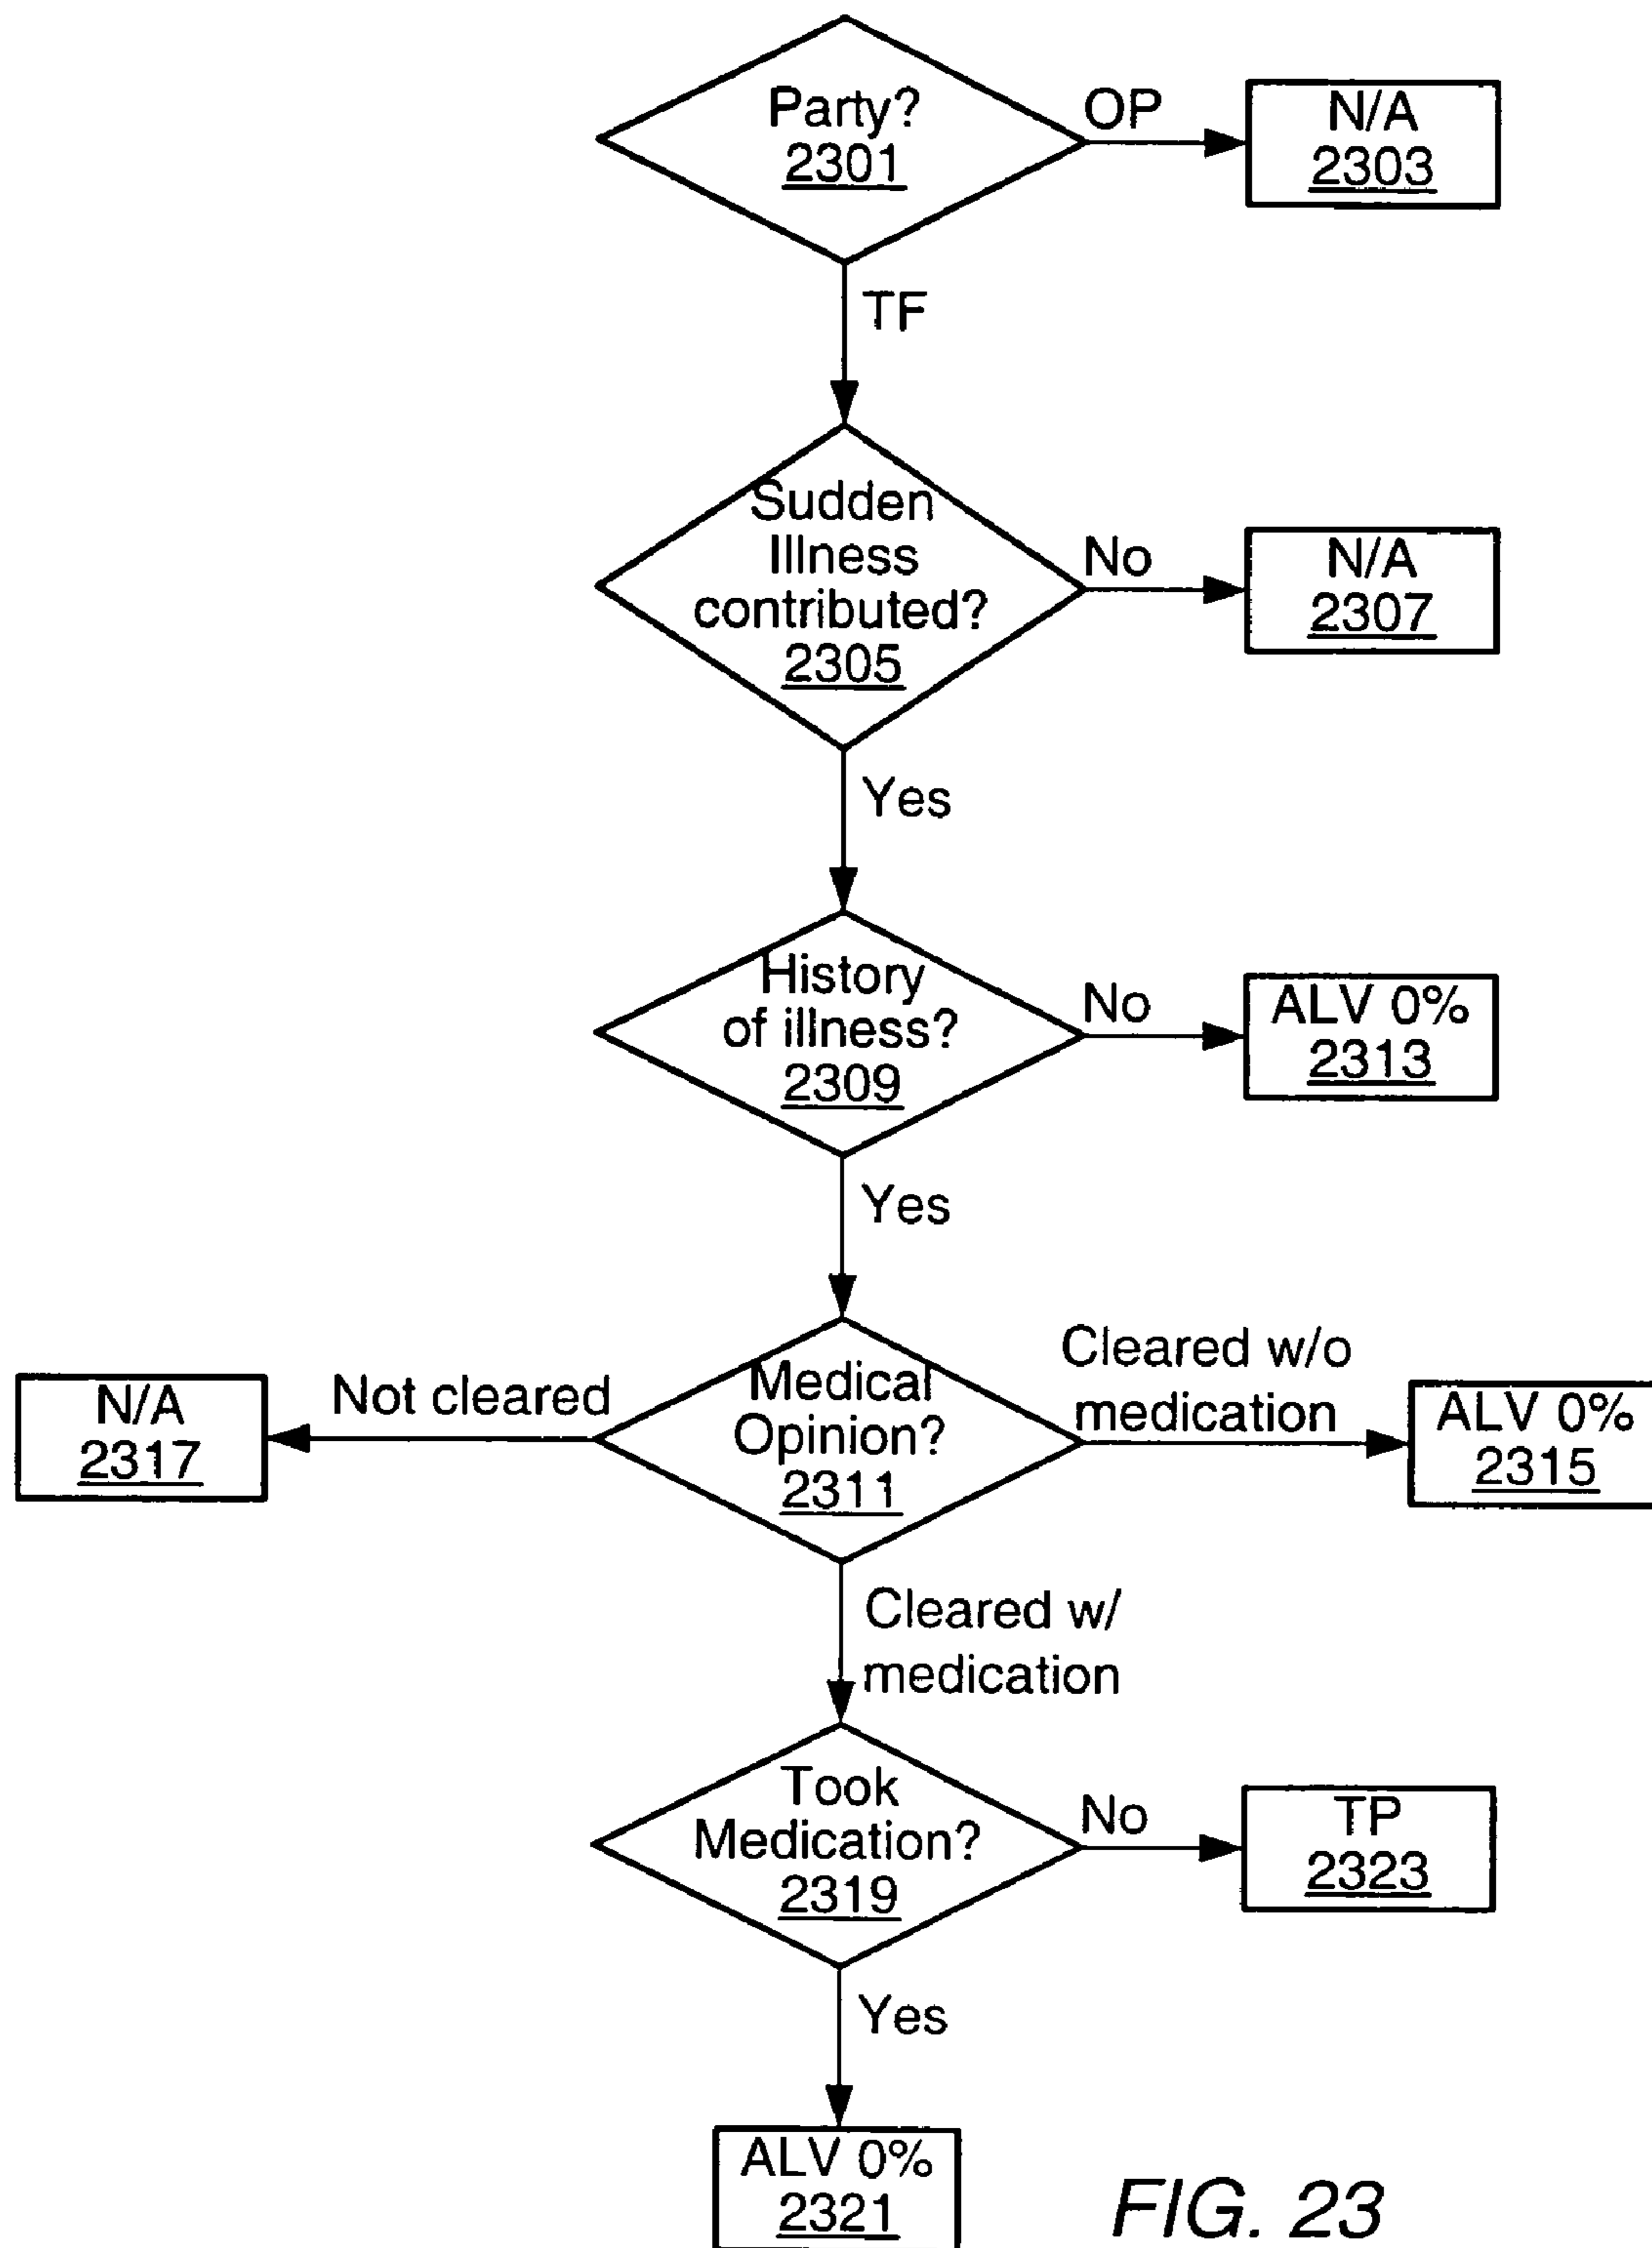 Party?
2301
OP
N/A
2303
TF
Sudden
Illness
contributed?
2305
No
N/A
2307
Yes
History
of illness?
2309
No
ALV 0%
2313
Yes
N/A
2317
Not cleared
Medical
Opinion?
2311
Cleared w/o
medication
ALV 0%
2315
Cleared w/
medication
Took
Medication?
2319
No
TP
2323
Yes
ALV 0%
2321
FIG. 23